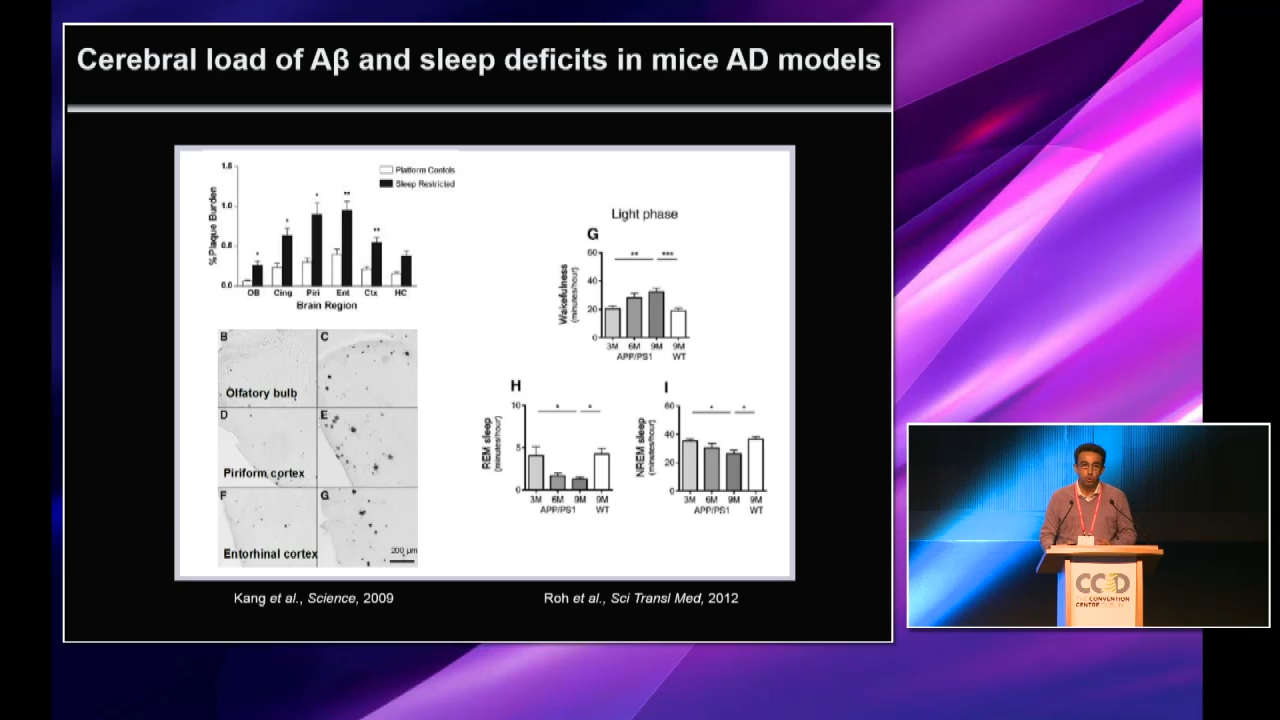 Cerebral load of Aβ and sleep deficits in mice AD models
1.5
1.0
0.5
0.0
% Plaque Burden
Platform Contols
Sleep Restricted
*
*
*
**
**
OB Cing Piri Ent Ctx HC
Brain Region
B
C
Olfatory bulb
D
E
Piriform cortex
F
G
Entorhinal cortex
200 µm
Kang et al., Science, 2009
Light phase
G
60
40
20
0
Wakefulness
(minutes/hour)
** ***
3M 6M 9M 9M
APP/PS1 WT
H
10
5
0
REM sleep
(minutes/hour)
* *
3M 6M 9M 9M
APP/PS1 WT
I
60
40
20
0
NREM sleep
(minutes/hour)
* *
3M 6M 9M 9M
APP/PS1 WT
Roh et al., Sci Transl Med, 2012
CCD
THE CONVENTION
CENTRE DUBLIN